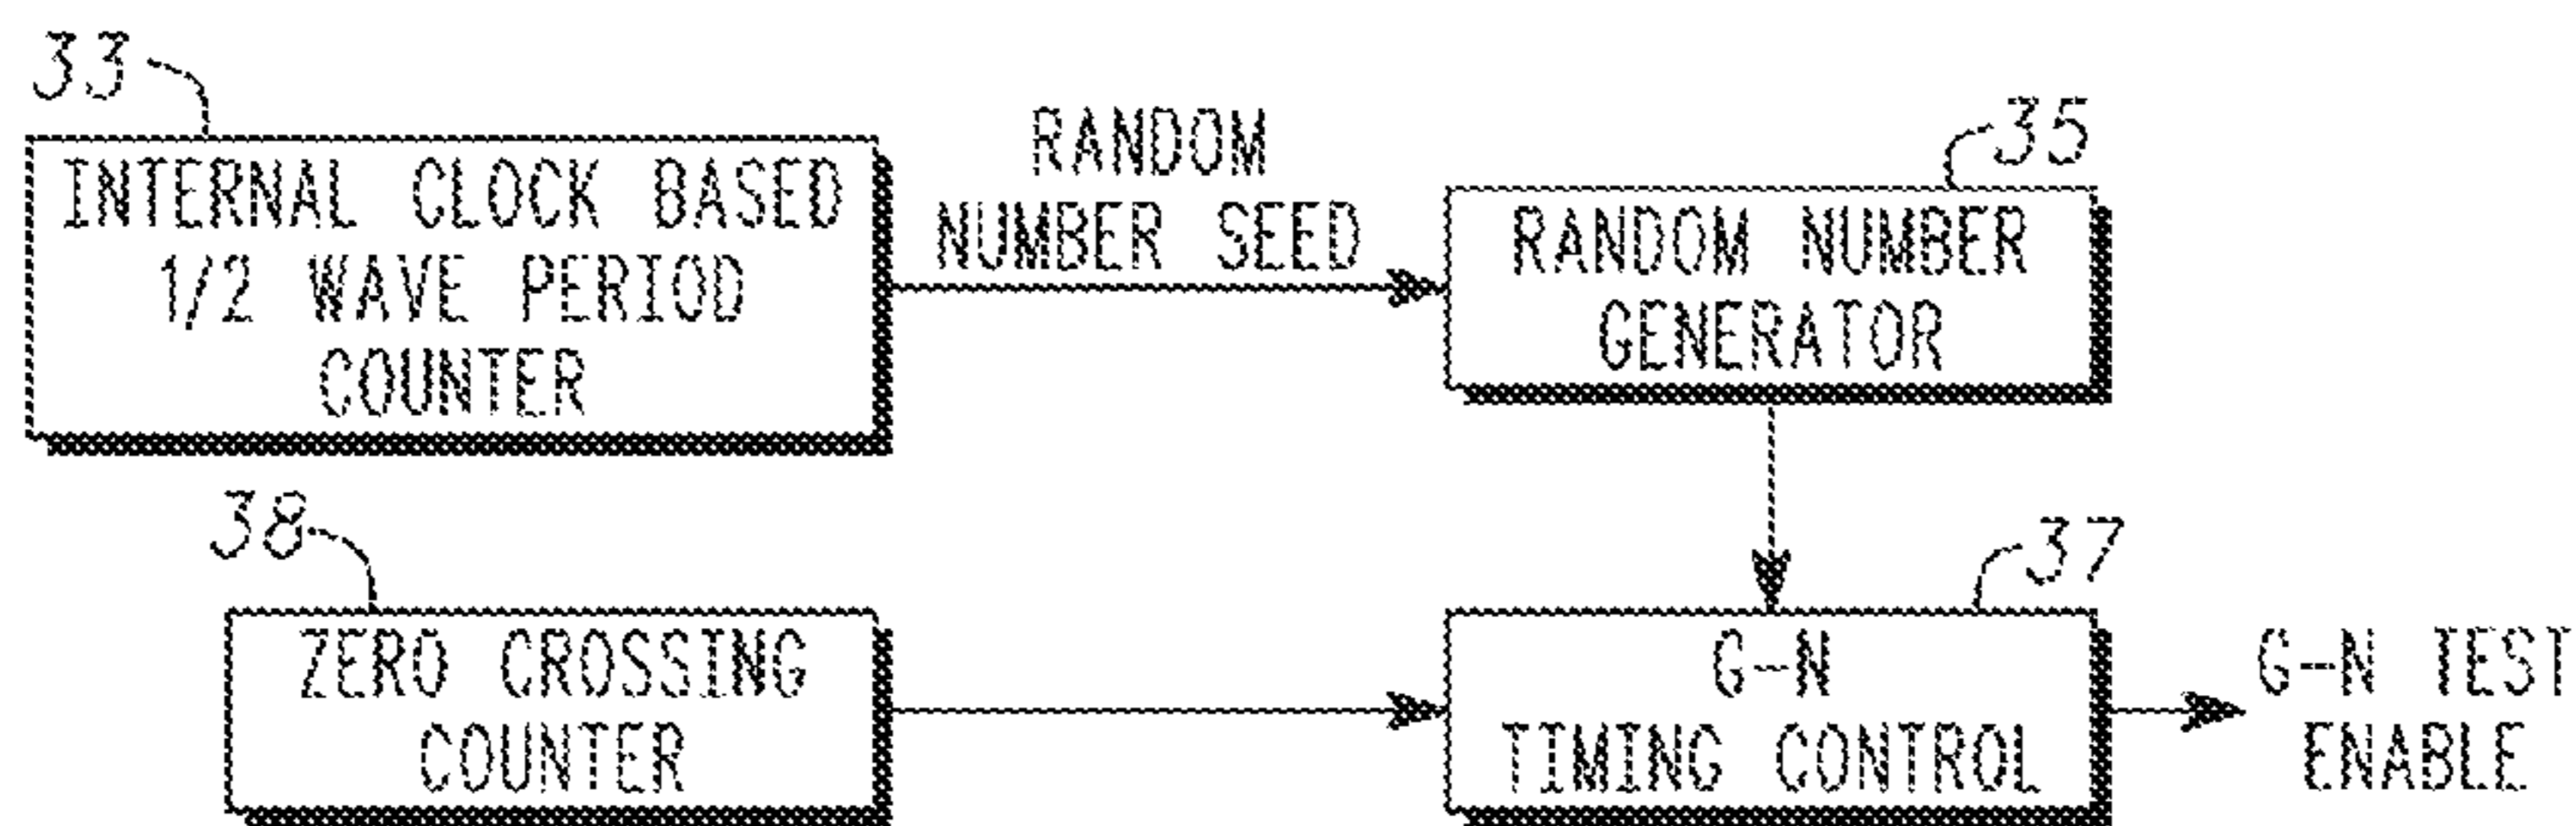 33
INTERNAL CLOCK BASED
1/2 WAVE PERIOD
COUNTER
RANDOM
NUMBER SEED
35
RANDOM NUMBER
GENERATOR
38
ZERO CROSSING
COUNTER
37
G-N
TIMING CONTROL
G-N TEST
ENABLE